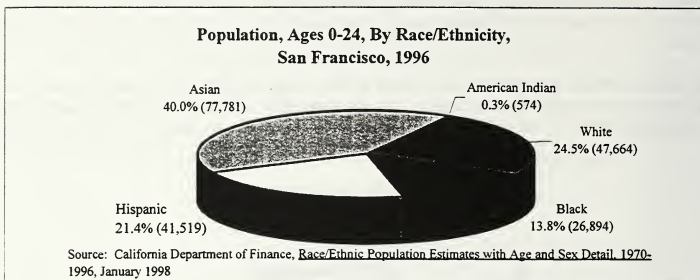 Population, Ages 0-24, By Race/Ethnicity,
San Francisco, 1996
Asian
40.0% (77,781)
American Indian
0.3% (574)
White
24.5% (47,664)
Hispanic
21.4% (41,519)
Black
13.8% (26,894)
Source: California Department of Finance, Race/Ethnic Population Estimates with Age and Sex Detail, 1970-
1996, January 1998